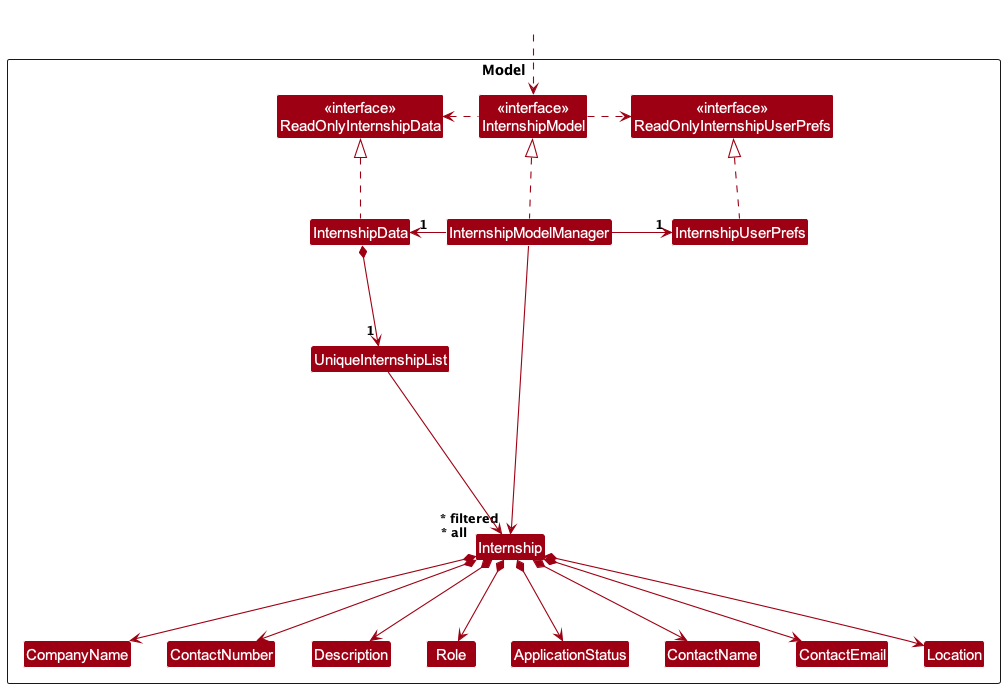 Model
«interface»
ReadOnlyInternshipData
«interface»
InternshipModel
«interface»
ReadOnlyInternshipUserPrefs
InternshipData
1
InternshipModelManager
1
InternshipUserPrefs
1
UniqueInternshipList
* filtered
* all
Internship
CompanyName
ContactNumber
Description
Role
ApplicationStatus
ContactName
ContactEmail
Location